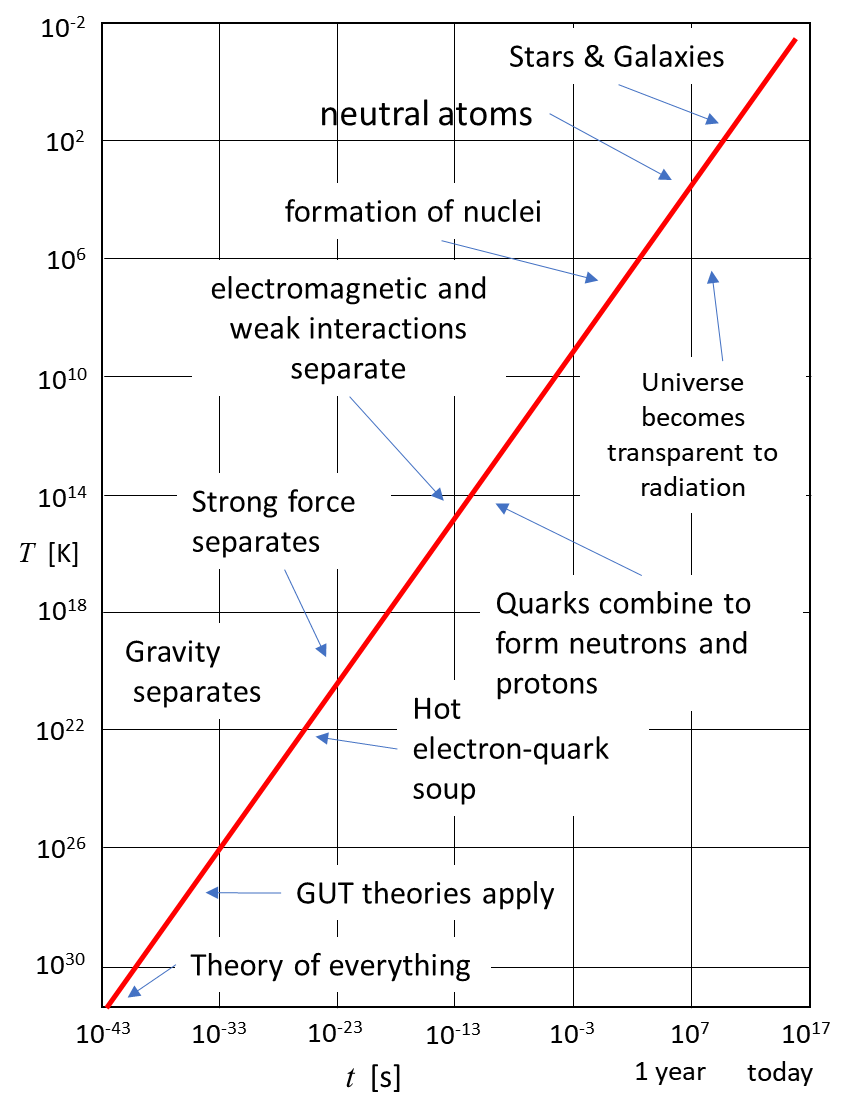 10-2
Stars & Galaxies
neutral atoms
102
formation of nuclei
106
electromagnetic and
weak interactions
separate
1010
Universe
becomes
transparent to
radiation
1014
Strong force
separates
T [K]
1018
Quarks combine to
form neutrons and
protons
Gravity
separates
1022
Hot
electron-quark
soup
1026
GUT theories apply
1030
Theory of everything
10-43 10-33 10-23 10-13 10-3 107 1017
t [s]
1 year today